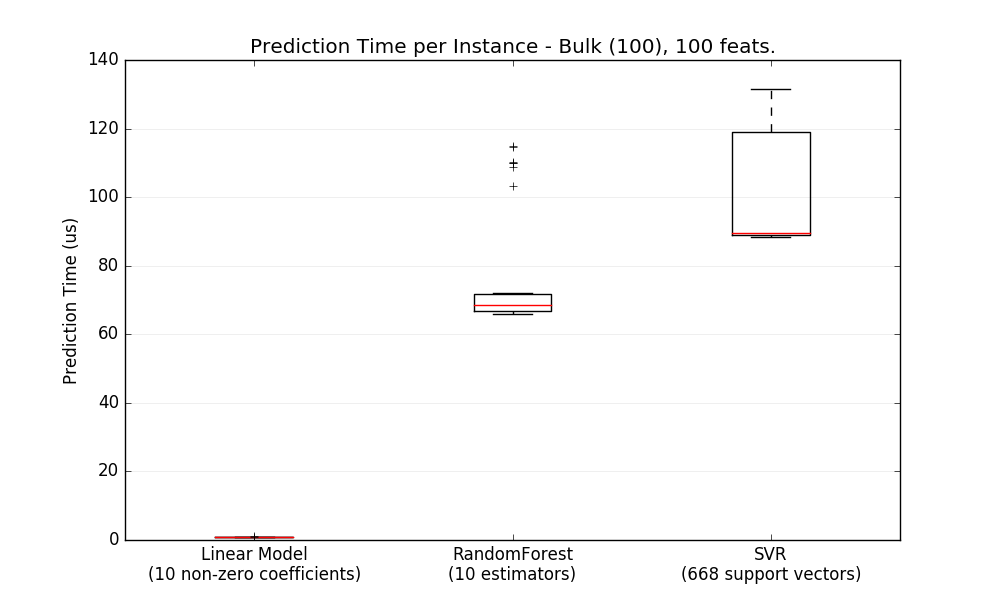 Prediction Time per Instance - Bulk (100), 100 feats.
140
120
100
80
60
40
20
0
Prediction Time (us)
Linear Model
(10 non-zero coefficients)
RandomForest
(10 estimators)
SVR
(668 support vectors)